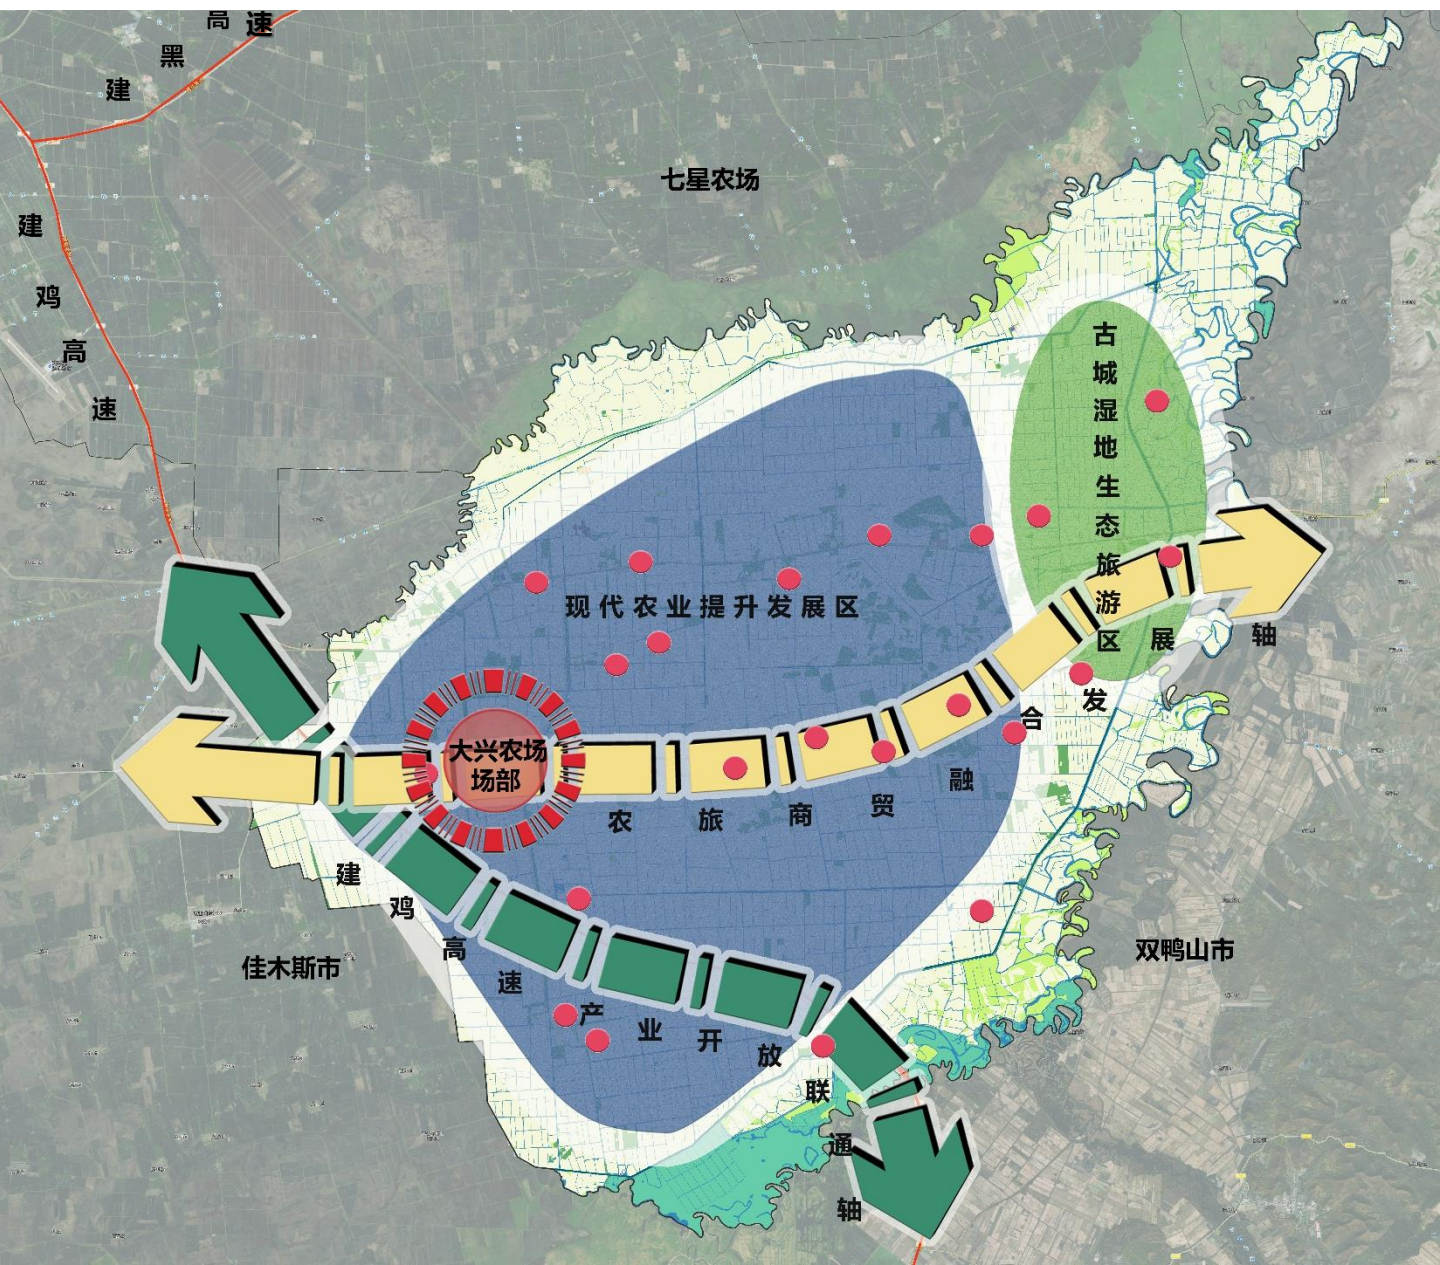 建黑高速
建鸡高速
七星农场
古城湿地生态旅游区
现代农业提升发展区
大兴农场
场部
农旅商贸融合发展轴
建鸡高速产业开放联通轴
佳木斯市
双鸭山市